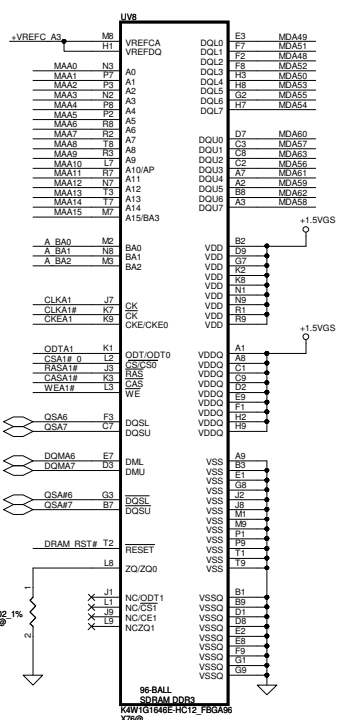 UV8
+VREFC_A3 M8 VREFCA DQL0 E3 MDA49
H1 VREFDQ DQL1 F7 MDA51
DQL2 F2 MDA48
MAA0 N3 A0 DQL3 F8 MDA52
MAA1 P7 A1 DQL4 H3 MDA50
MAA2 P3 A2 DQL5 H8 MDA53
MAA3 N2 A3 DQL6 G2 MDA55
MAA4 P8 A4 DQL7 H7 MDA54
MAA5 P2 A5
MAA6 R8 A6
MAA7 R2 A7 DQU0 D7 MDA60
MAA8 T8 A8 DQU1 C3 MDA57
MAA9 R3 A9 DQU2 C8 MDA63
MAA10 L7 A10/AP DQU3 C2 MDA56
MAA11 R7 A11 DQU4 A7 MDA61
MAA12 N7 A12 DQU5 A2 MDA59
MAA13 T3 A13 DQU6 B8 MDA62
MAA14 T7 A14 DQU7 A3 MDA58
MAA15 M7 A15/BA3
+1.5VGS
A_BA0 M2 BA0 VDD B2
A_BA1 N8 BA1 VDD D9
A_BA2 M3 BA2 VDD G7
VDD K2
VDD K8
VDD N1
CLKA1 J7 CK VDD N9
CLKA1# K7 CK VDD R1
CKEA1 K9 CKE/CKE0 VDD R9
+1.5VGS
ODTA1 K1 ODT/ODT0 VDDQ A1
CSA1#_0 L2 CS/CS0 VDDQ A8
RASA1# J3 RAS VDDQ C1
CASA1# K3 CAS VDDQ C9
WEA1# L3 WE VDDQ D2
VDDQ E9
VDDQ F1
QSA6 F3 DQSL VDDQ H2
QSA7 C7 DQSU VDDQ H9
DQMA6 E7 DML VSS A9
DQMA7 D3 DMU VSS B3
VSS E1
VSS G8
QSA#6 G3 DQSL VSS J2
QSA#7 B7 DQSU VSS J8
VSS M1
VSS M9
VSS P1
DRAM_RST# T2 RESET VSS P9
VSS T1
L8 ZQ/ZQ0 VSS T9
J1 NC/ODT1 VSSQ B1
L1 NC/CS1 VSSQ B9
J9 NC/CE1 VSSQ D1
L9 NCZQ1 VSSQ D8
VSSQ E2
VSSQ E8
VSSQ F9
VSSQ G1
VSSQ G9
1
2
96-BALL
SDRAM DDR3
K4W1G1646E-HC12_FBGA96
X76@